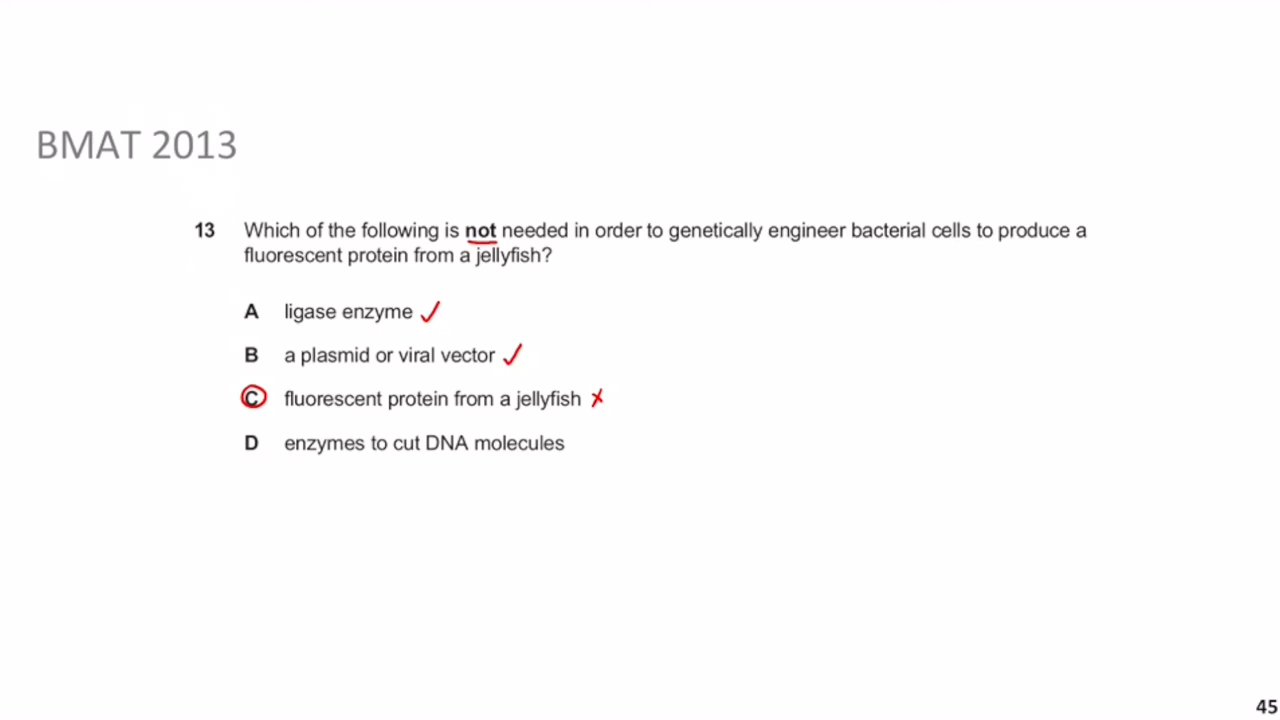 BMAT 2013
13 Which of the following is not needed in order to genetically engineer bacterial cells to produce a
fluorescent protein from a jellyfish?
A ligase enzyme
B a plasmid or viral vector
C fluorescent protein from a jellyfish
D enzymes to cut DNA molecules
45